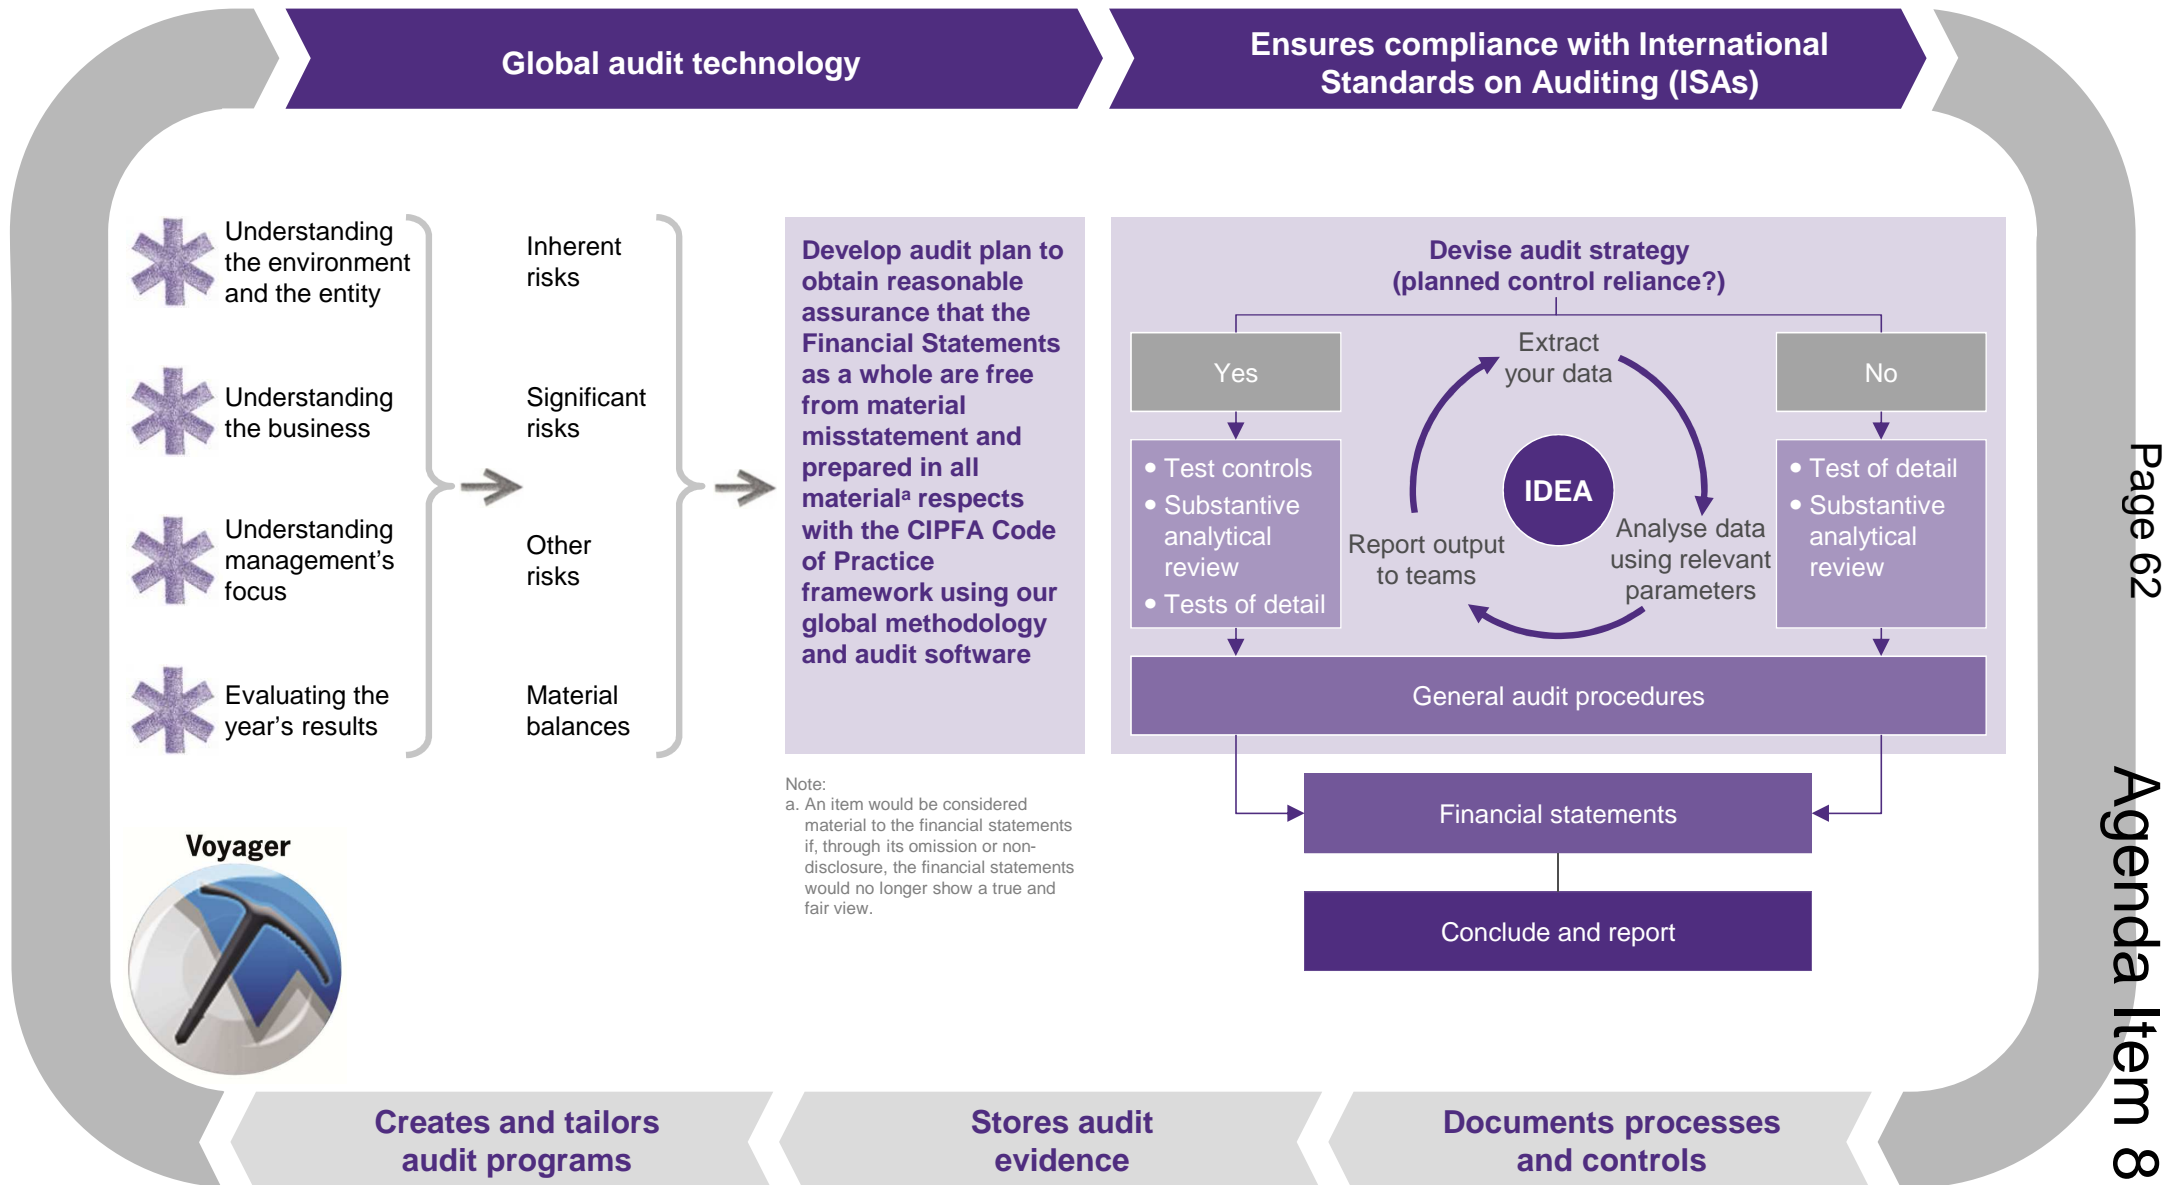 Global audit technology
Ensures compliance with International
Standards on Auditing (ISAs)
Understanding
the environment
and the entity
Understanding
the business
Understanding
management’s
focus
Evaluating the
year’s results
Inherent
risks
Significant
risks
Other
risks
Material
balances
Develop audit plan to
obtain reasonable
assurance that the
Financial Statements
as a whole are free
from material
misstatement and
prepared in all
materialᵃ respects
with the CIPFA Code
of Practice
framework using our
global methodology
and audit software
Note:
a. An item would be considered
material to the financial statements
if, through its omission or non-
disclosure, the financial statements
would no longer show a true and
fair view.
Devise audit strategy
(planned control reliance?)
Yes
• Test controls
• Substantive
analytical
review
• Tests of detail
Extract
your data
IDEA
Analyse data
using relevant
parameters
Report output
to teams
No
• Test of detail
• Substantive
analytical
review
General audit procedures
Financial statements
Conclude and report
Voyager
Creates and tailors
audit programs
Stores audit
evidence
Documents processes
and controls
Page 62
Agenda Item 8